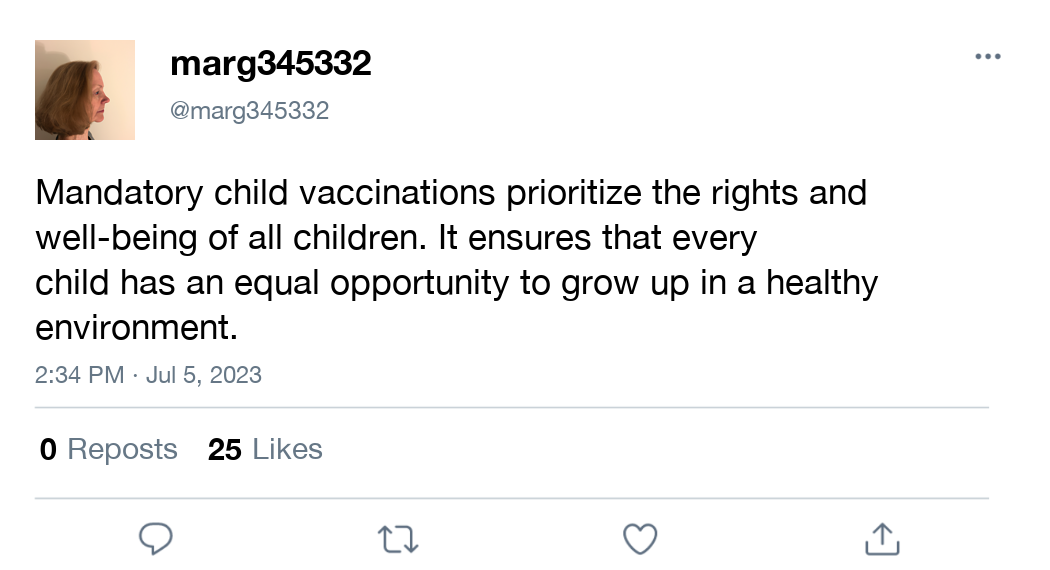 marg345332
@marg345332
Mandatory child vaccinations prioritize the rights and
well-being of all children. It ensures that every
child has an equal opportunity to grow up in a healthy
environment.
2:34 PM · Jul 5, 2023
0 Reposts 25 Likes